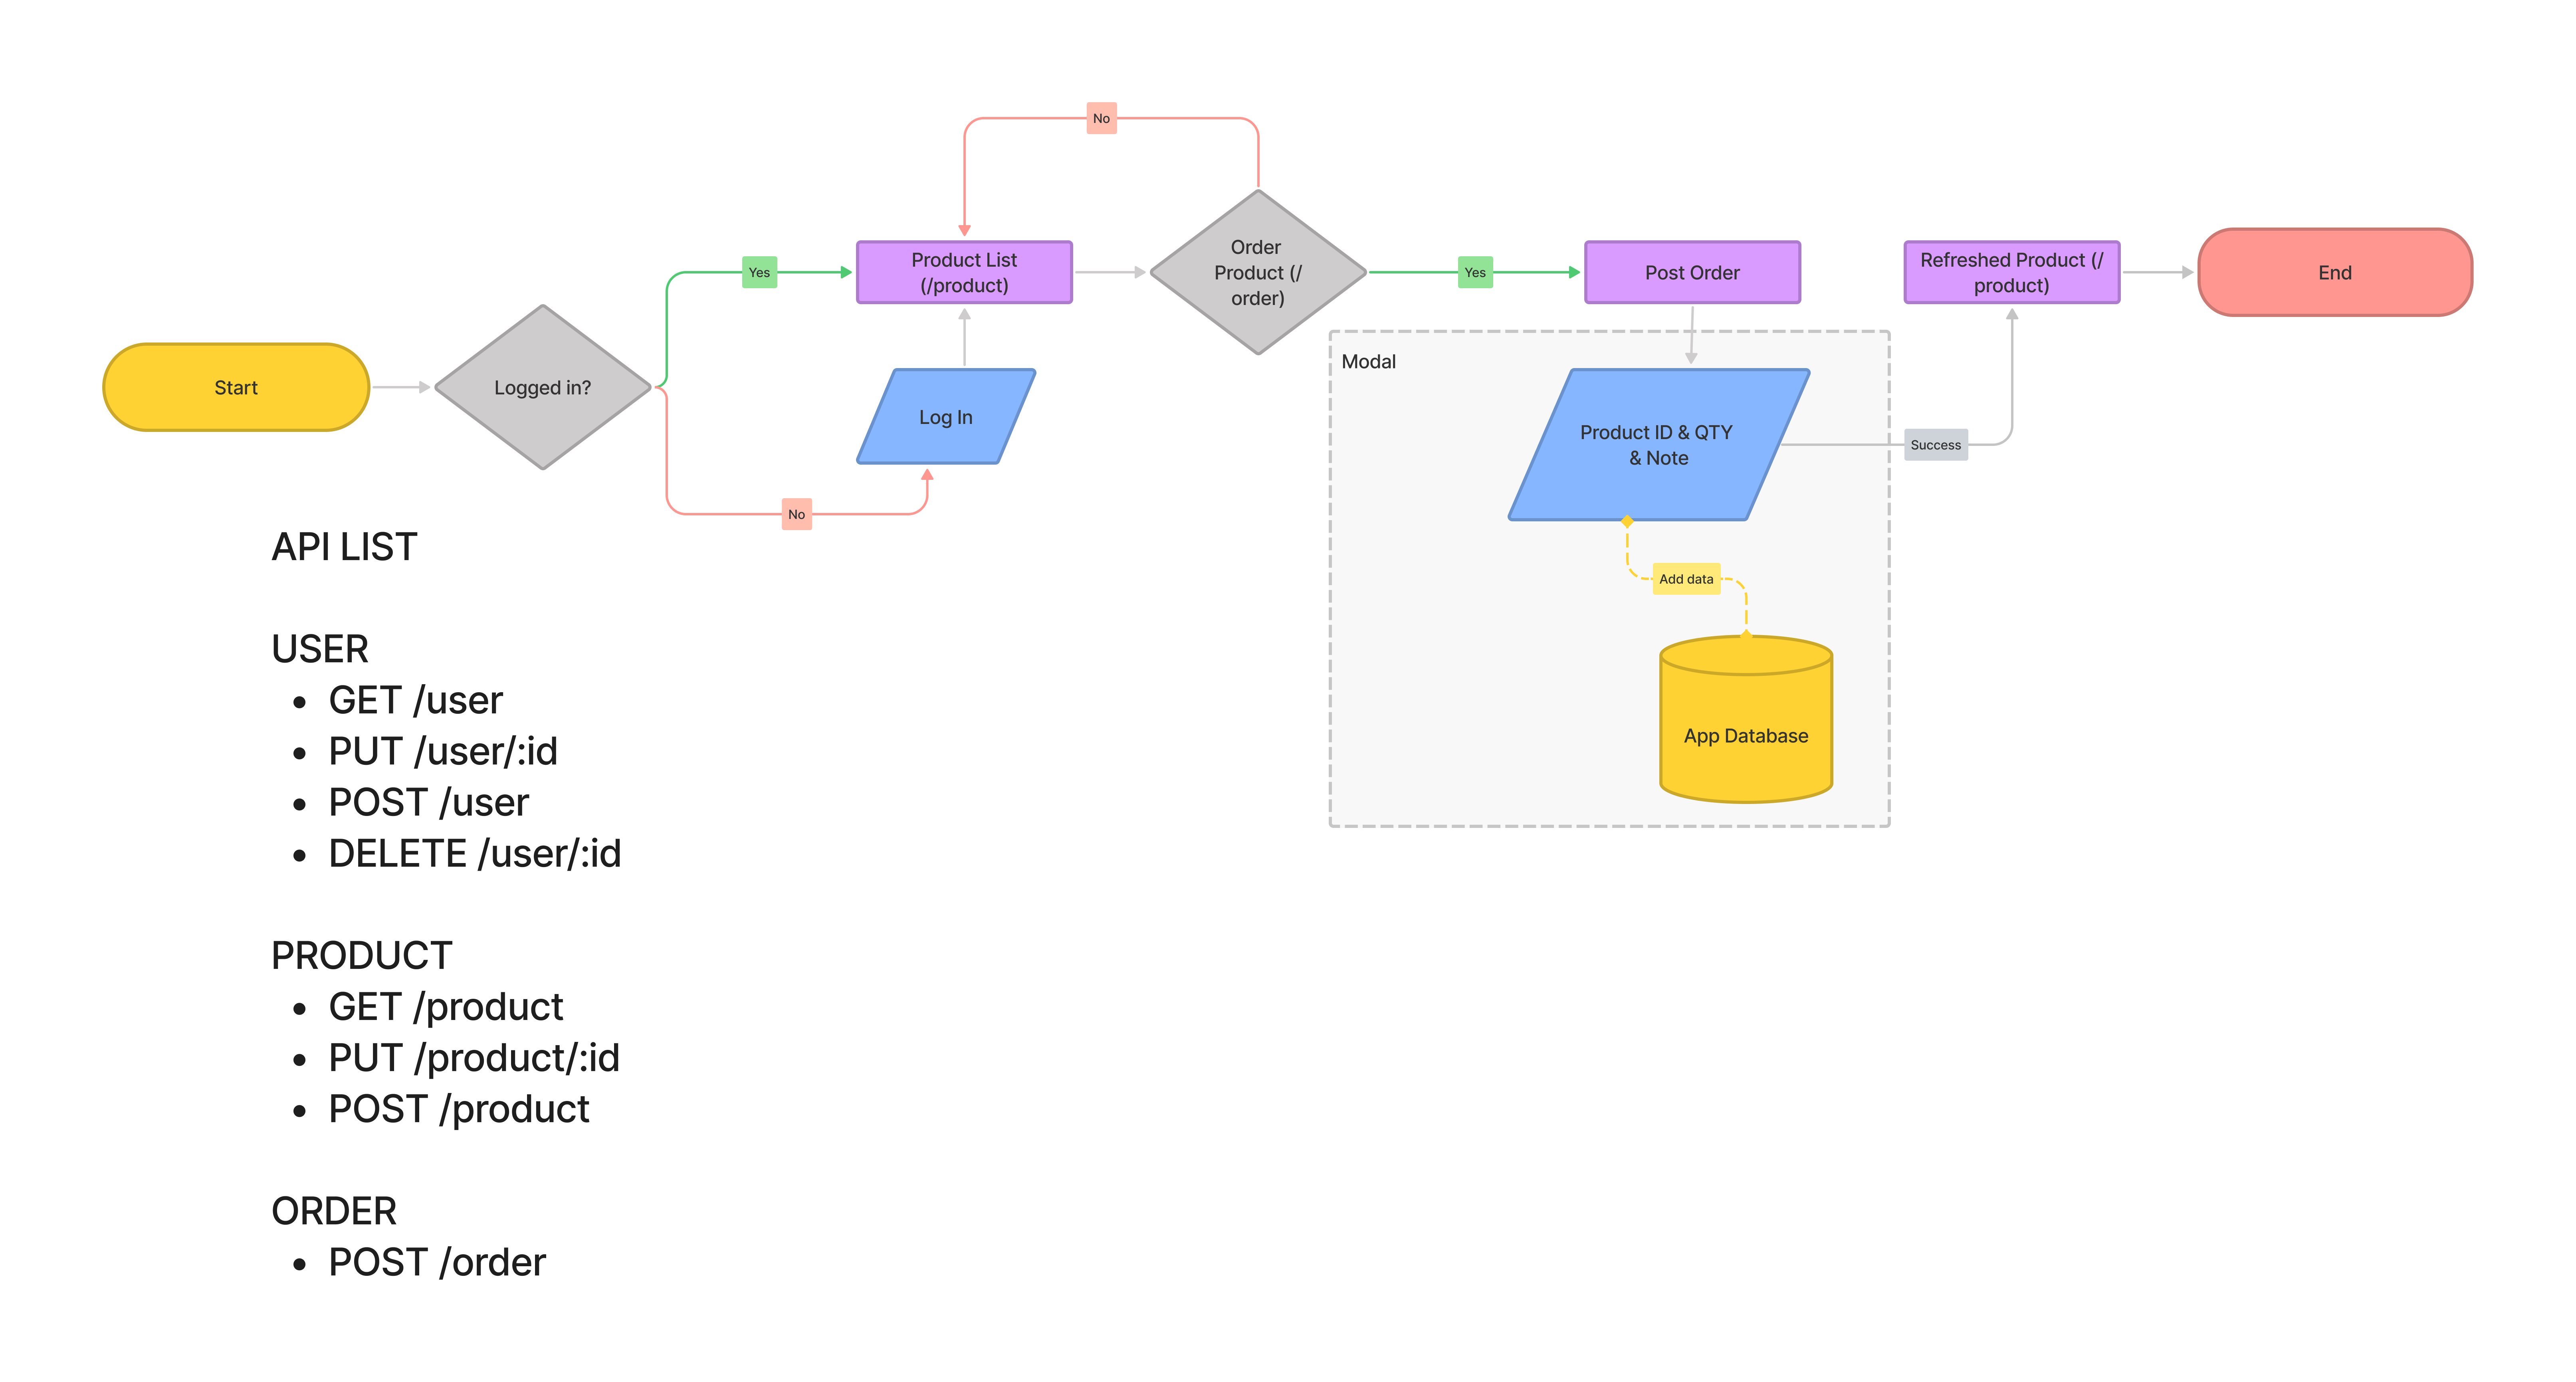 No
Yes
Product List
(/product)
Order
Product (/
order)
Yes
Post Order
Refreshed Product (/
product)
End
Start
Logged in?
Log In
No
Modal
Product ID & QTY
& Note
Success
Add data
App Database
API LIST
USER
• GET /user
• PUT /user/:id
• POST /user
• DELETE /user/:id
PRODUCT
• GET /product
• PUT /product/:id
• POST /product
ORDER
• POST /order